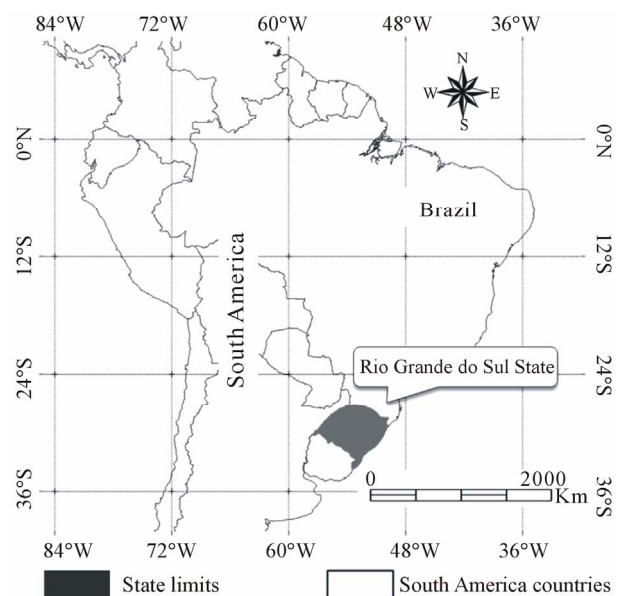 84°W 72°W 60°W 48°W 36°W
N
W E
S
0°N 0°N
Brazil
12°S 12°S
South America
Rio Grande do Sul State
24°S 24°S
0 2000
Km
36°S 36°S
84°W 72°W 60°W 48°W 36°W
State limits South America countries